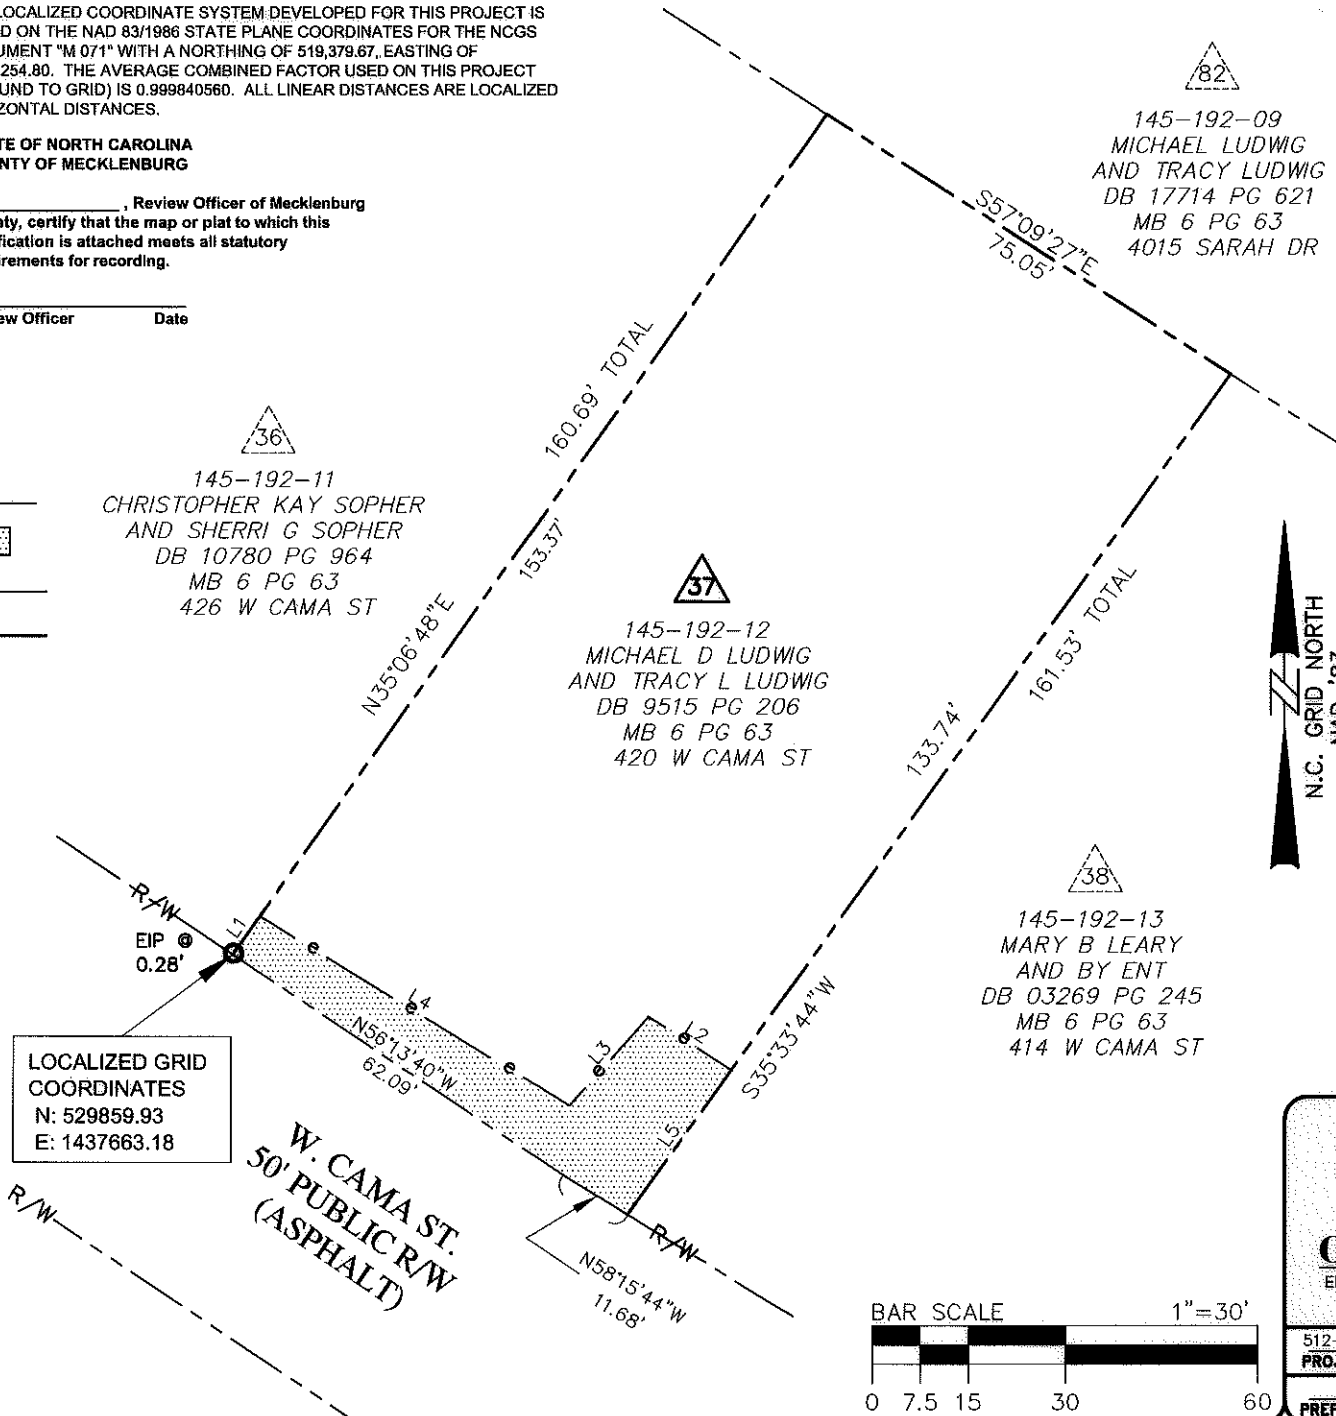 LOCALIZED COORDINATE SYSTEM DEVELOPED FOR THIS PROJECT IS
ON THE NAD 83/1986 STATE PLANE COORDINATES FOR THE NCGS
"M 071" WITH A NORTHING OF 519,379.67, EASTING OF
254.80. THE AVERAGE COMBINED FACTOR USED ON THIS PROJECT
TO GRID) IS 0.999840560. ALL LINEAR DISTANCES ARE LOCALIZED
DISTANCES.
OF NORTH CAROLINA
OF MECKLENBURG
, Review Officer of Mecklenburg
certify that the map or plat to which this
is attached meets all statutory
for recording.
Officer Date
82
145-192-09
MICHAEL LUDWIG
AND TRACY LUDWIG
DB 17714 PG 621
MB 6 PG 63
4015 SARAH DR
S57°09'27"E
75.05'
160.69' TOTAL
153.37'
N35°06'48"E
36
145-192-11
CHRISTOPHER KAY SOPHER
AND SHERRI G SOPHER
DB 10780 PG 964
MB 6 PG 63
426 W CAMA ST
37
145-192-12
MICHAEL D LUDWIG
AND TRACY L LUDWIG
DB 9515 PG 206
MB 6 PG 63
420 W CAMA ST
161.53' TOTAL
133.74'
S35°33'44"W
N.C. GRID NORTH
NAD '83
38
145-192-13
MARY B LEARY
AND BY ENT
DB 03269 PG 245
MB 6 PG 63
414 W CAMA ST
R/W
EIP @
0.28'
L1
e
L4
e
e
L3
e
L2
e
L5
N56°13'40"W
62.09'
LOCALIZED GRID
COORDINATES
N: 529859.93
E: 1437663.18
W. CAMA ST.
50' PUBLIC R/W
(ASPHALT)
R/W
R/W
N58°15'44"W
11.68'
BAR SCALE 1"=30'
0 7.5 15 30 60
512-